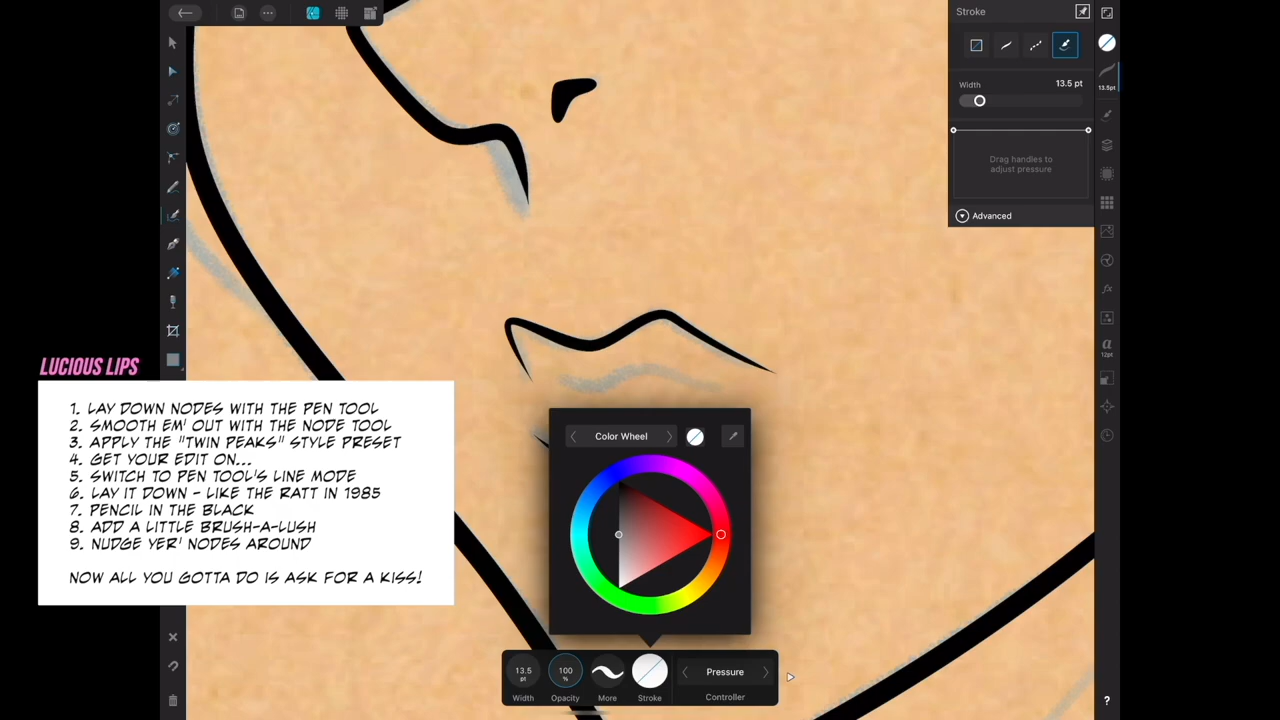 Stroke
Width 13.5 pt
13.5pt
Drag handles to
adjust pressure
Advanced
a
12pt
fx
LUCIOUS LIPS
1. LAY DOWN NODES WITH THE PEN TOOL
2. SMOOTH EM' OUT WITH THE NODE TOOL
3. APPLY THE "TWIN PEAKS" STYLE PRESET
4. GET YOUR EDIT ON...
5. SWITCH TO PEN TOOL'S LINE MODE
6. LAY IT DOWN - LIKE THE RATT IN 1985
7. PENCIL IN THE BLACK
8. ADD A LITTLE BRUSH-A-LUSH
9. NUDGE YER' NODES AROUND
NOW ALL YOU GOTTA DO IS ASK FOR A KISS!
Color Wheel
13.5 pt
100 %
Pressure
Width Opacity More Stroke Controller
?